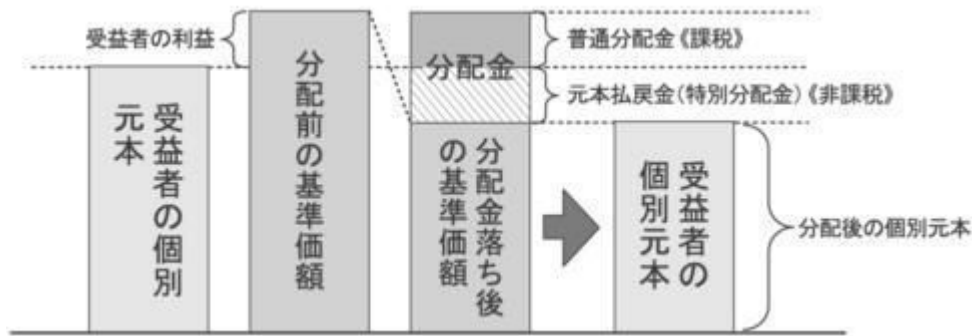 受益者の利益
受益者の個別
元本
分配前の基準価額
分配金
分配金落ち後
の基準価額
普通分配金《課税》
元本払戻金(特別分配金)《非課税》
受益者の
個別元本
分配後の個別元本